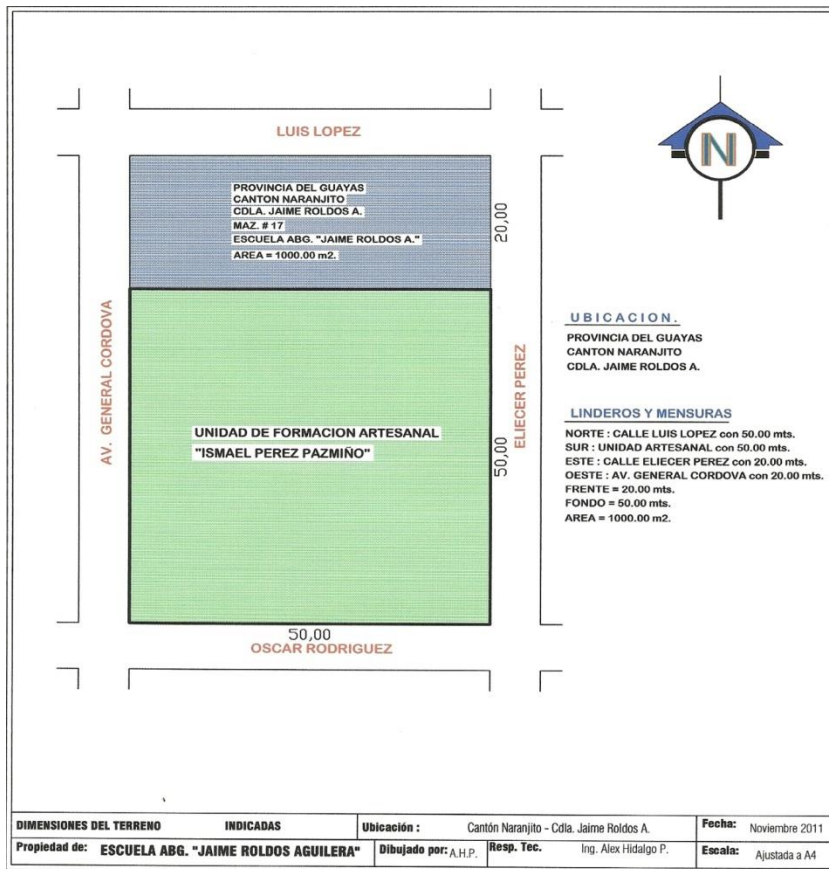 LUIS LOPEZ
N
PROVINCIA DEL GUAYAS
CANTON NARANJITO
CDLA. JAIME ROLDOS A.
MAZ. # 17
ESCUELA ABG. "JAIME ROLDOS A."
AREA = 1000.00 m2.
20,00
AV. GENERAL CORDOVA
ELIECER PEREZ
UNIDAD DE FORMACION ARTESANAL
"ISMAEL PEREZ PAZMIÑO"
50,00
50,00
OSCAR RODRIGUEZ
UBICACION.
PROVINCIA DEL GUAYAS
CANTON NARANJITO
CDLA. JAIME ROLDOS A.
LINDEROS Y MENSURAS
NORTE : CALLE LUIS LOPEZ con 50.00 mts.
SUR : UNIDAD ARTESANAL con 50.00 mts.
ESTE : CALLE ELIECER PEREZ con 20.00 mts.
OESTE : AV. GENERAL CORDOVA con 20.00 mts.
FRENTE = 20.00 mts.
FONDO = 50.00 mts.
AREA = 1000.00 m2.
DIMENSIONES DEL TERRENO INDICADAS Ubicación : Cantón Naranjito - Cdla. Jaime Roldos A. Fecha: Noviembre 2011
Propiedad de: ESCUELA ABG. "JAIME ROLDOS AGUILERA" Dibujado por: A.H.P. Resp. Tec. Ing. Alex Hidalgo P. Escala: Ajustada a A4